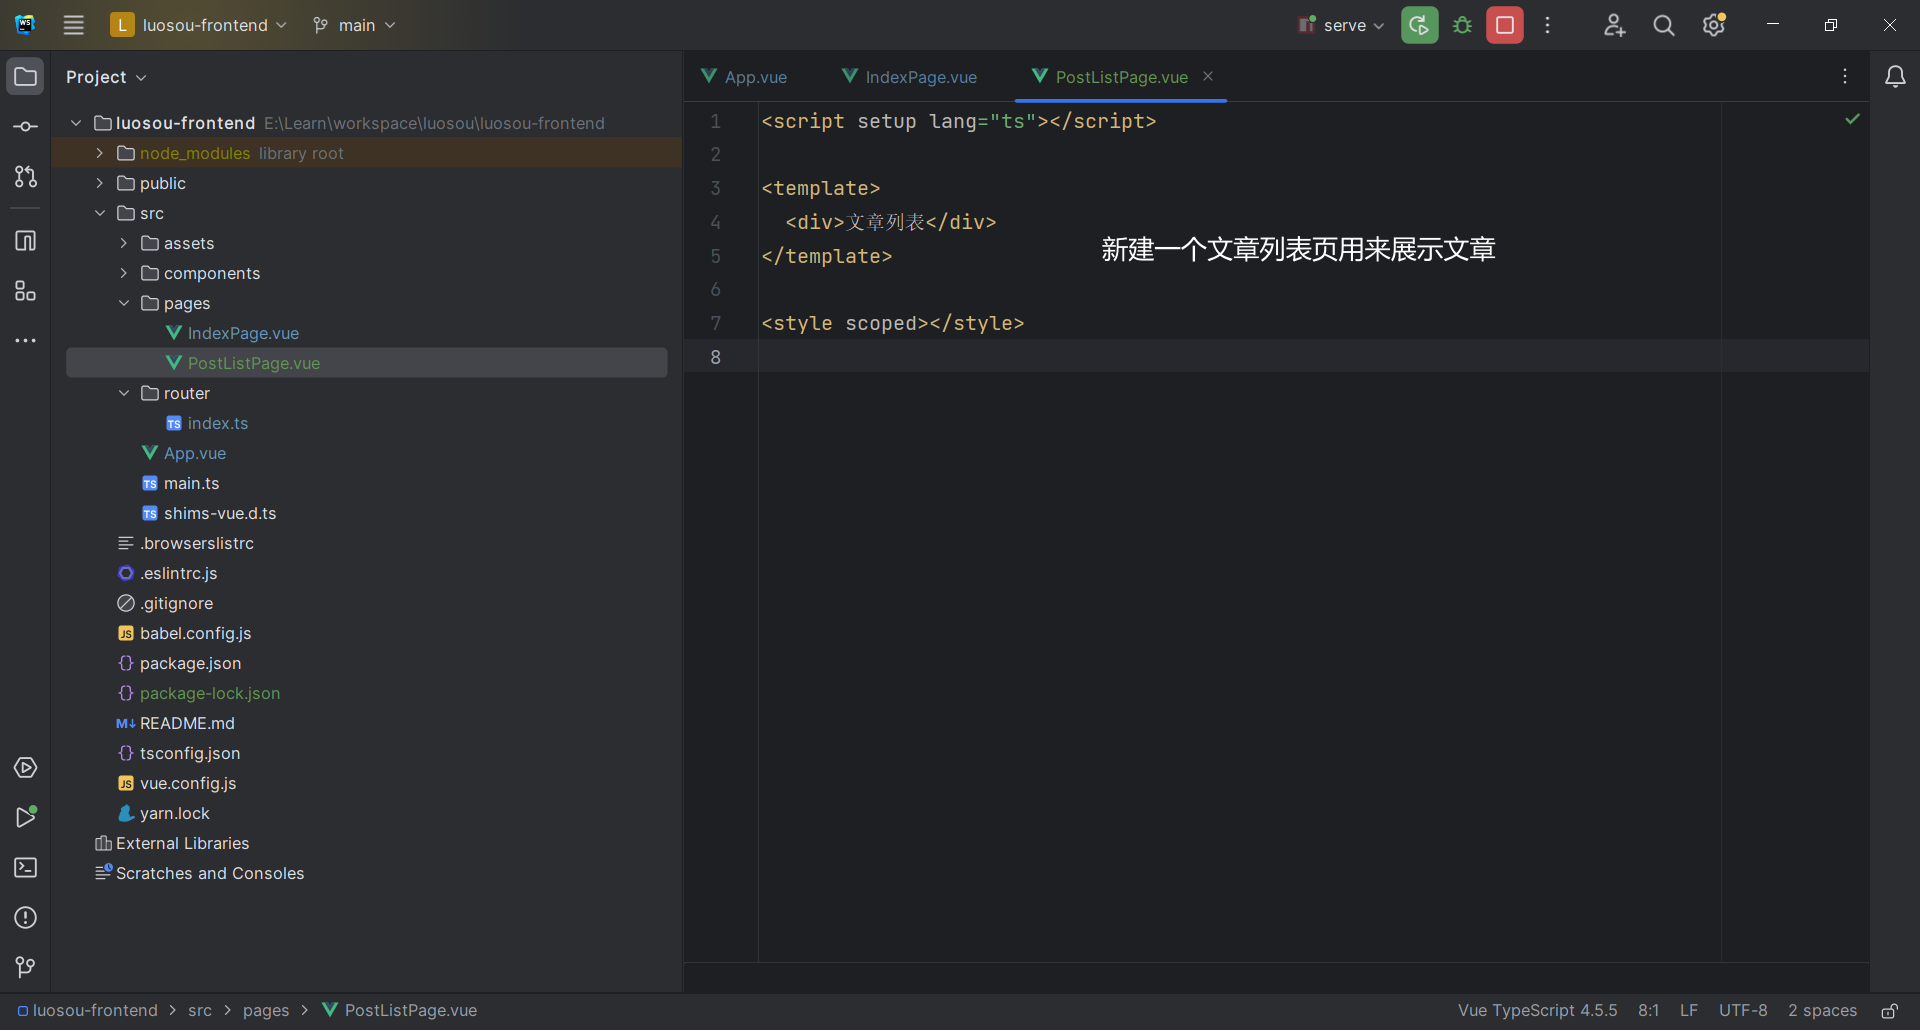 L luosou-frontend main serve
Project
App.vue IndexPage.vue PostListPage.vue
luosou-frontend E:\Learn\workspace\luosou\luosou-frontend
node_modules library root
public
src
assets
components
pages
IndexPage.vue
PostListPage.vue
router
TS index.ts
App.vue
TS main.ts
TS shims-vue.d.ts
.browserslistrc
.eslintrc.js
.gitignore
JS babel.config.js
{} package.json
{} package-lock.json
M↓ README.md
{} tsconfig.json
JS vue.config.js
yarn.lock
External Libraries
Scratches and Consoles
1 <script setup lang="ts"></script>
2
3 <template>
4 <div>文章列表</div>
5 </template>
6
7 <style scoped></style>
8
新建一个文章列表页用来展示文章
luosou-frontend > src > pages > PostListPage.vue
Vue TypeScript 4.5.5 8:1 LF UTF-8 2 spaces